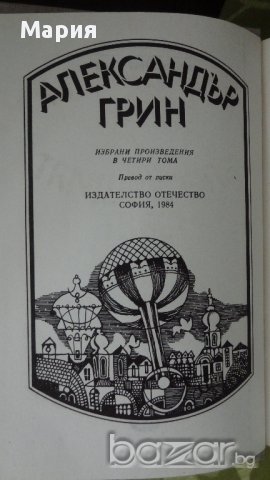 Мария
АЛЕКСАНДЪР
ГРИН
ИЗБРАНИ ПРОИЗВЕДЕНИЯ
В ЧЕТИРИ ТОМА
Превод от руски
ИЗДАТЕЛСТВО ОТЕЧЕСТВО
СОФИЯ, 1984
bazar.bg